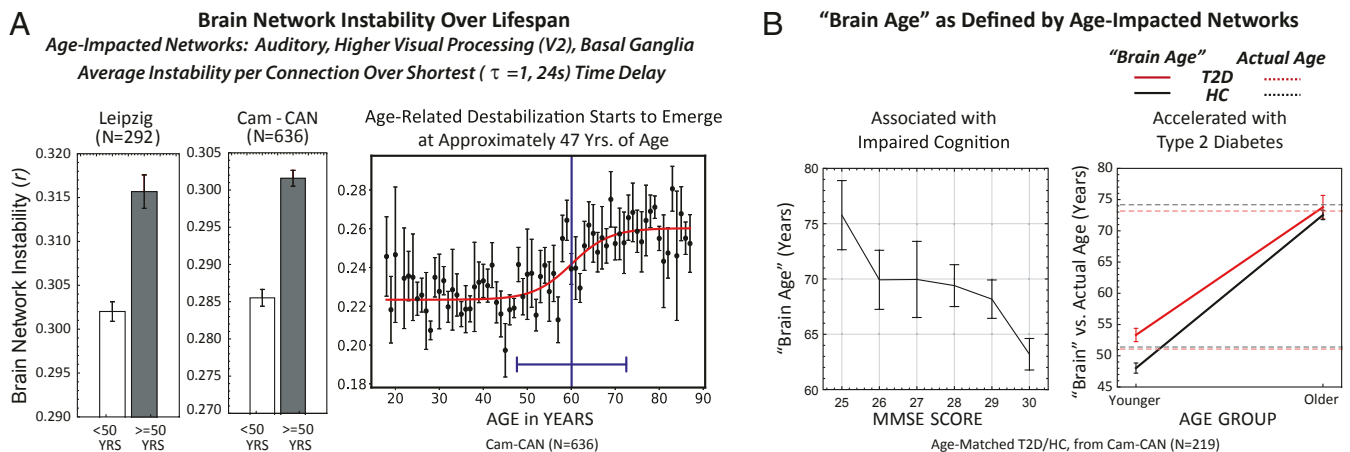 A
Brain Network Instability Over Lifespan
Age-Impacted Networks: Auditory, Higher Visual Processing (V2), Basal Ganglia
Average Instability per Connection Over Shortest ( τ =1, 24s) Time Delay
Leipzig
(N=292)
Brain Network Instability (r)
0.320
0.315
0.310
0.305
0.300
0.295
0.290
<50
YRS
>=50
YRS
Cam - CAN
(N=636)
0.305
0.300
0.295
0.290
0.285
0.280
0.275
0.270
<50
YRS
>=50
YRS
Age-Related Destabilization Starts to Emerge
at Approximately 47 Yrs. of Age
0.28
0.26
0.24
0.22
0.20
0.18
20 30 40 50 60 70 80 90
AGE in YEARS
Cam-CAN (N=636)
B
“Brain Age” as Defined by Age-Impacted Networks
“Brain Age” Actual Age
T2D
HC
Associated with
Impaired Cognition
“Brain Age” (Years)
80
75
70
65
60
25 26 27 28 29 30
MMSE SCORE
Accelerated with
Type 2 Diabetes
“Brain” vs. Actual Age (Years)
80
75
70
65
60
55
50
45
Younger Older
AGE GROUP
Age-Matched T2D/HC, from Cam-CAN (N=219)